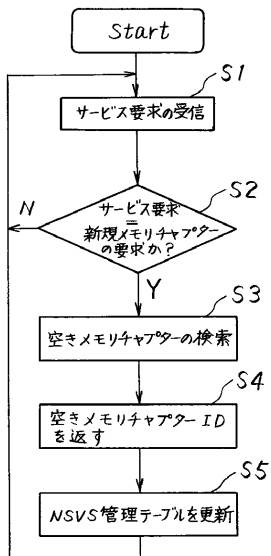 Start
S1
サービス要求の受信
S2
サービス要求
=
新規メモリチャプター
の要求か?
N
Y
S3
空きメモリチャプターの検索
S4
空きメモリチャプターID
を返す
S5
NSVS管理テーブルを更新